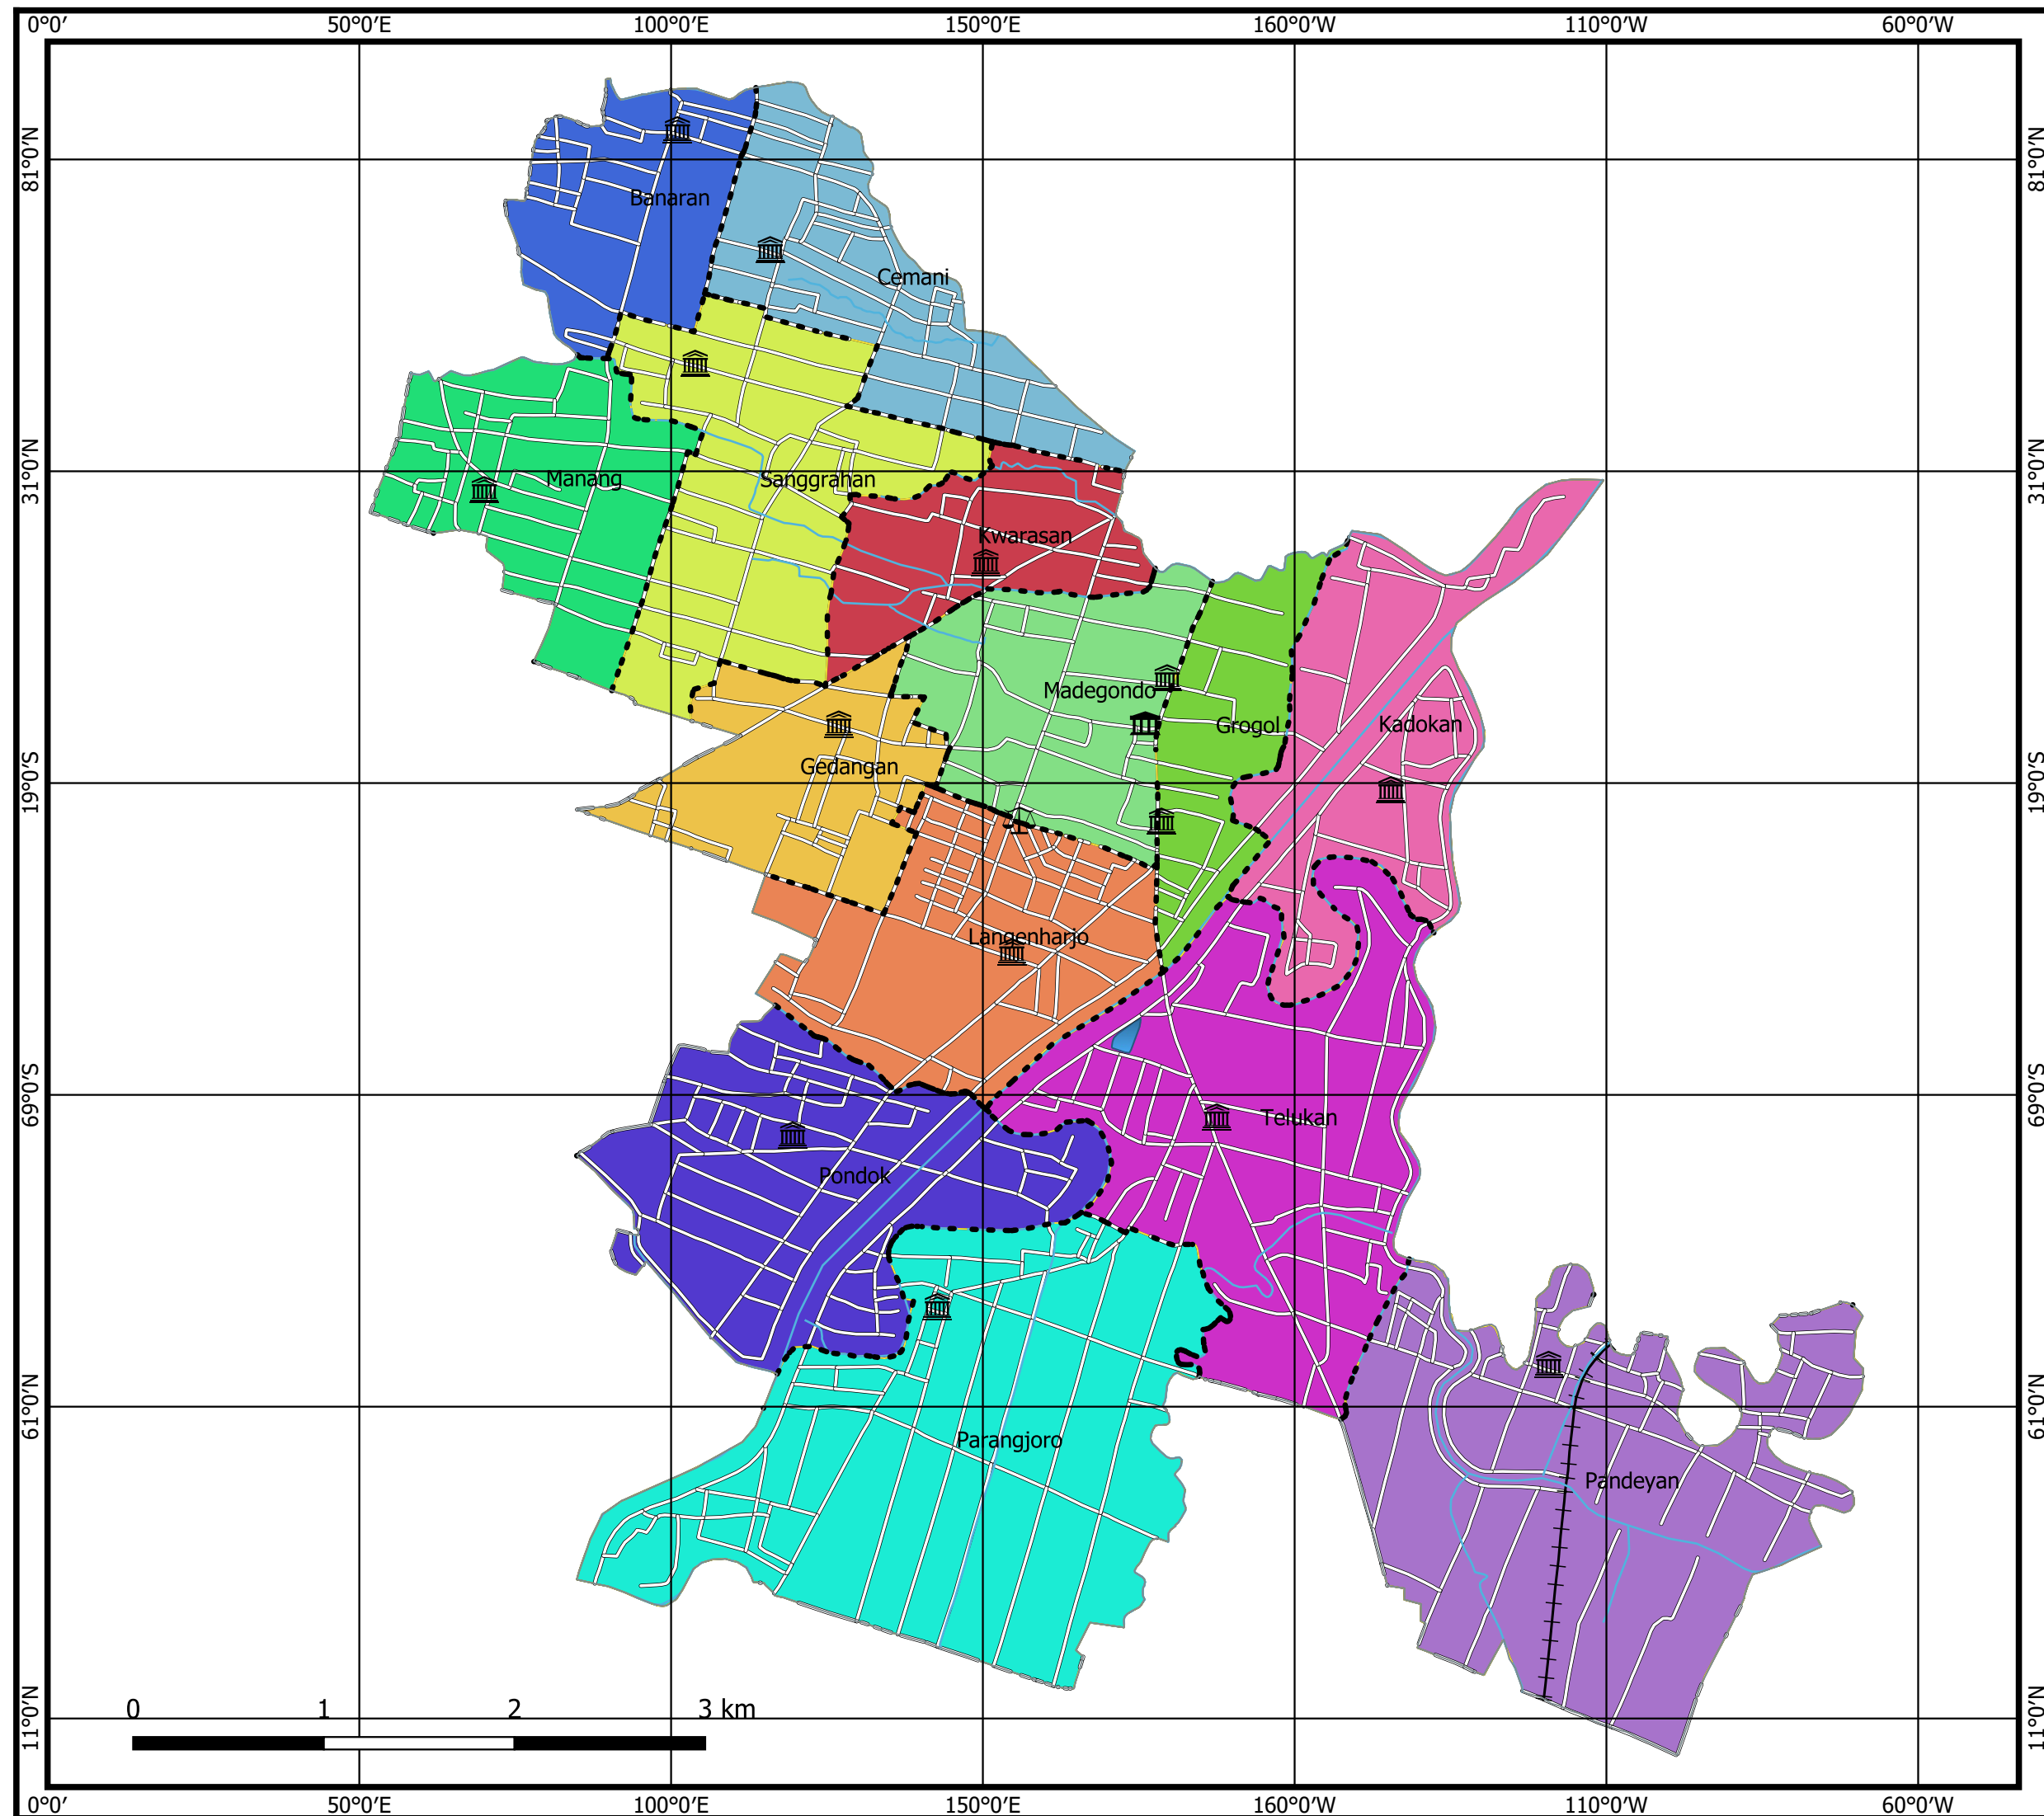 0°0′ 50°0′E 100°0′E 150°0′E 160°0′W 110°0′W 60°0′W
81°0′N 81°0′N
Banaran
Cemani
31°0′N 31°0′N
Manang
Sanggrahan
Kwarasan
Madegondo
Grogol
Kadokan
Gedangan
19°0′S 19°0′S
Langenharjo
69°0′S 69°0′S
Telukan
Pondok
61°0′N 61°0′N
Parangjoro
Pandeyan
11°0′N 11°0′N
0 1 2 3 km
0°0′ 50°0′E 100°0′E 150°0′E 160°0′W 110°0′W 60°0′W